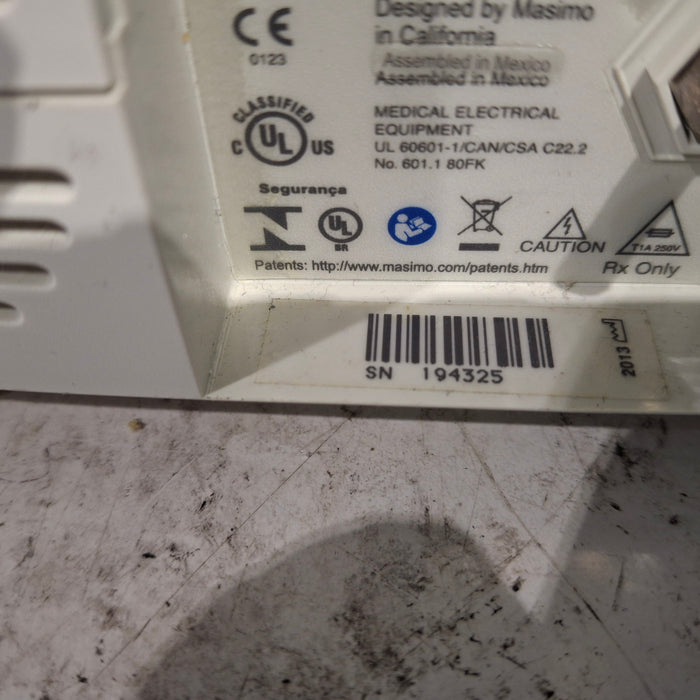 CE
0123
Designed by Masimo
in California
Assembled in Mexico
Assembled in Mexico
CLASSIFIED
C UL US
MEDICAL ELECTRICAL
EQUIPMENT
UL 60601-1/CAN/CSA C22.2
No. 601.1 80FK
Segurança
UL
BR
CAUTION
T1A 250V
Patents: http://www.masimo.com/patents.htm
Rx Only
SN 194325
2013